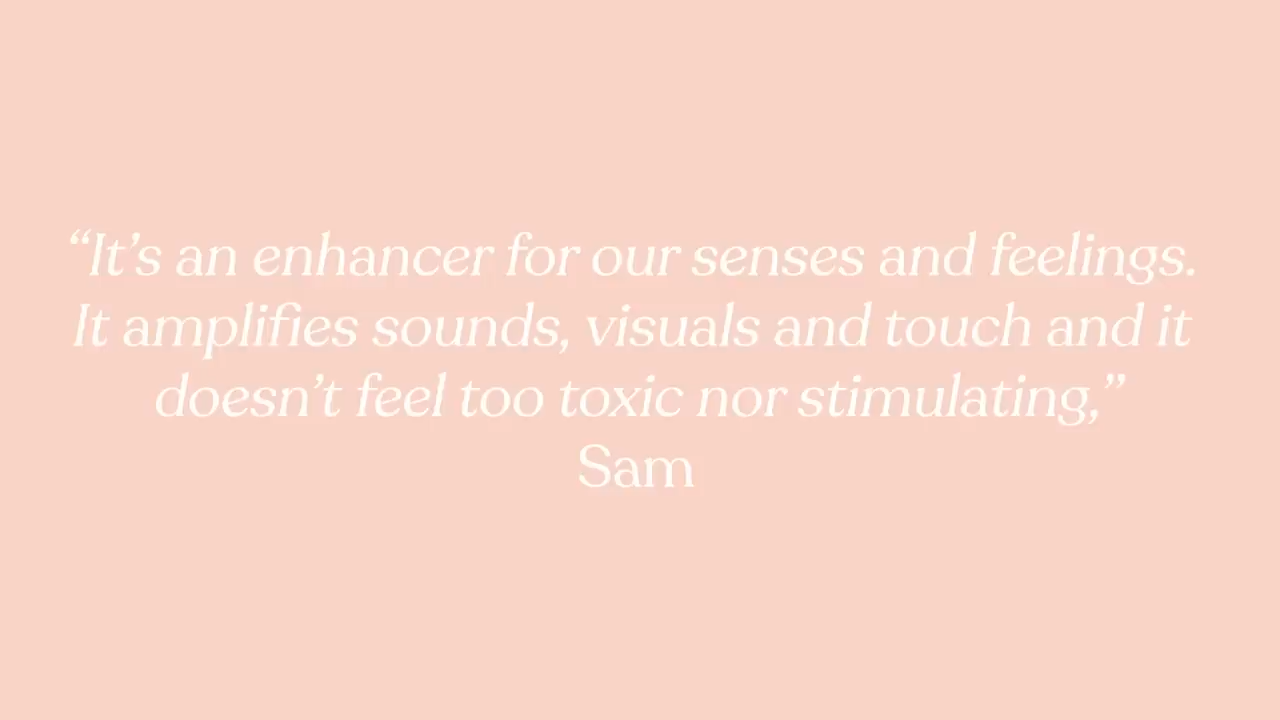 “It’s an enhancer for our senses and feelings.
It amplifies sounds, visuals and touch and it
doesn’t feel too toxic nor stimulating,”
Sam